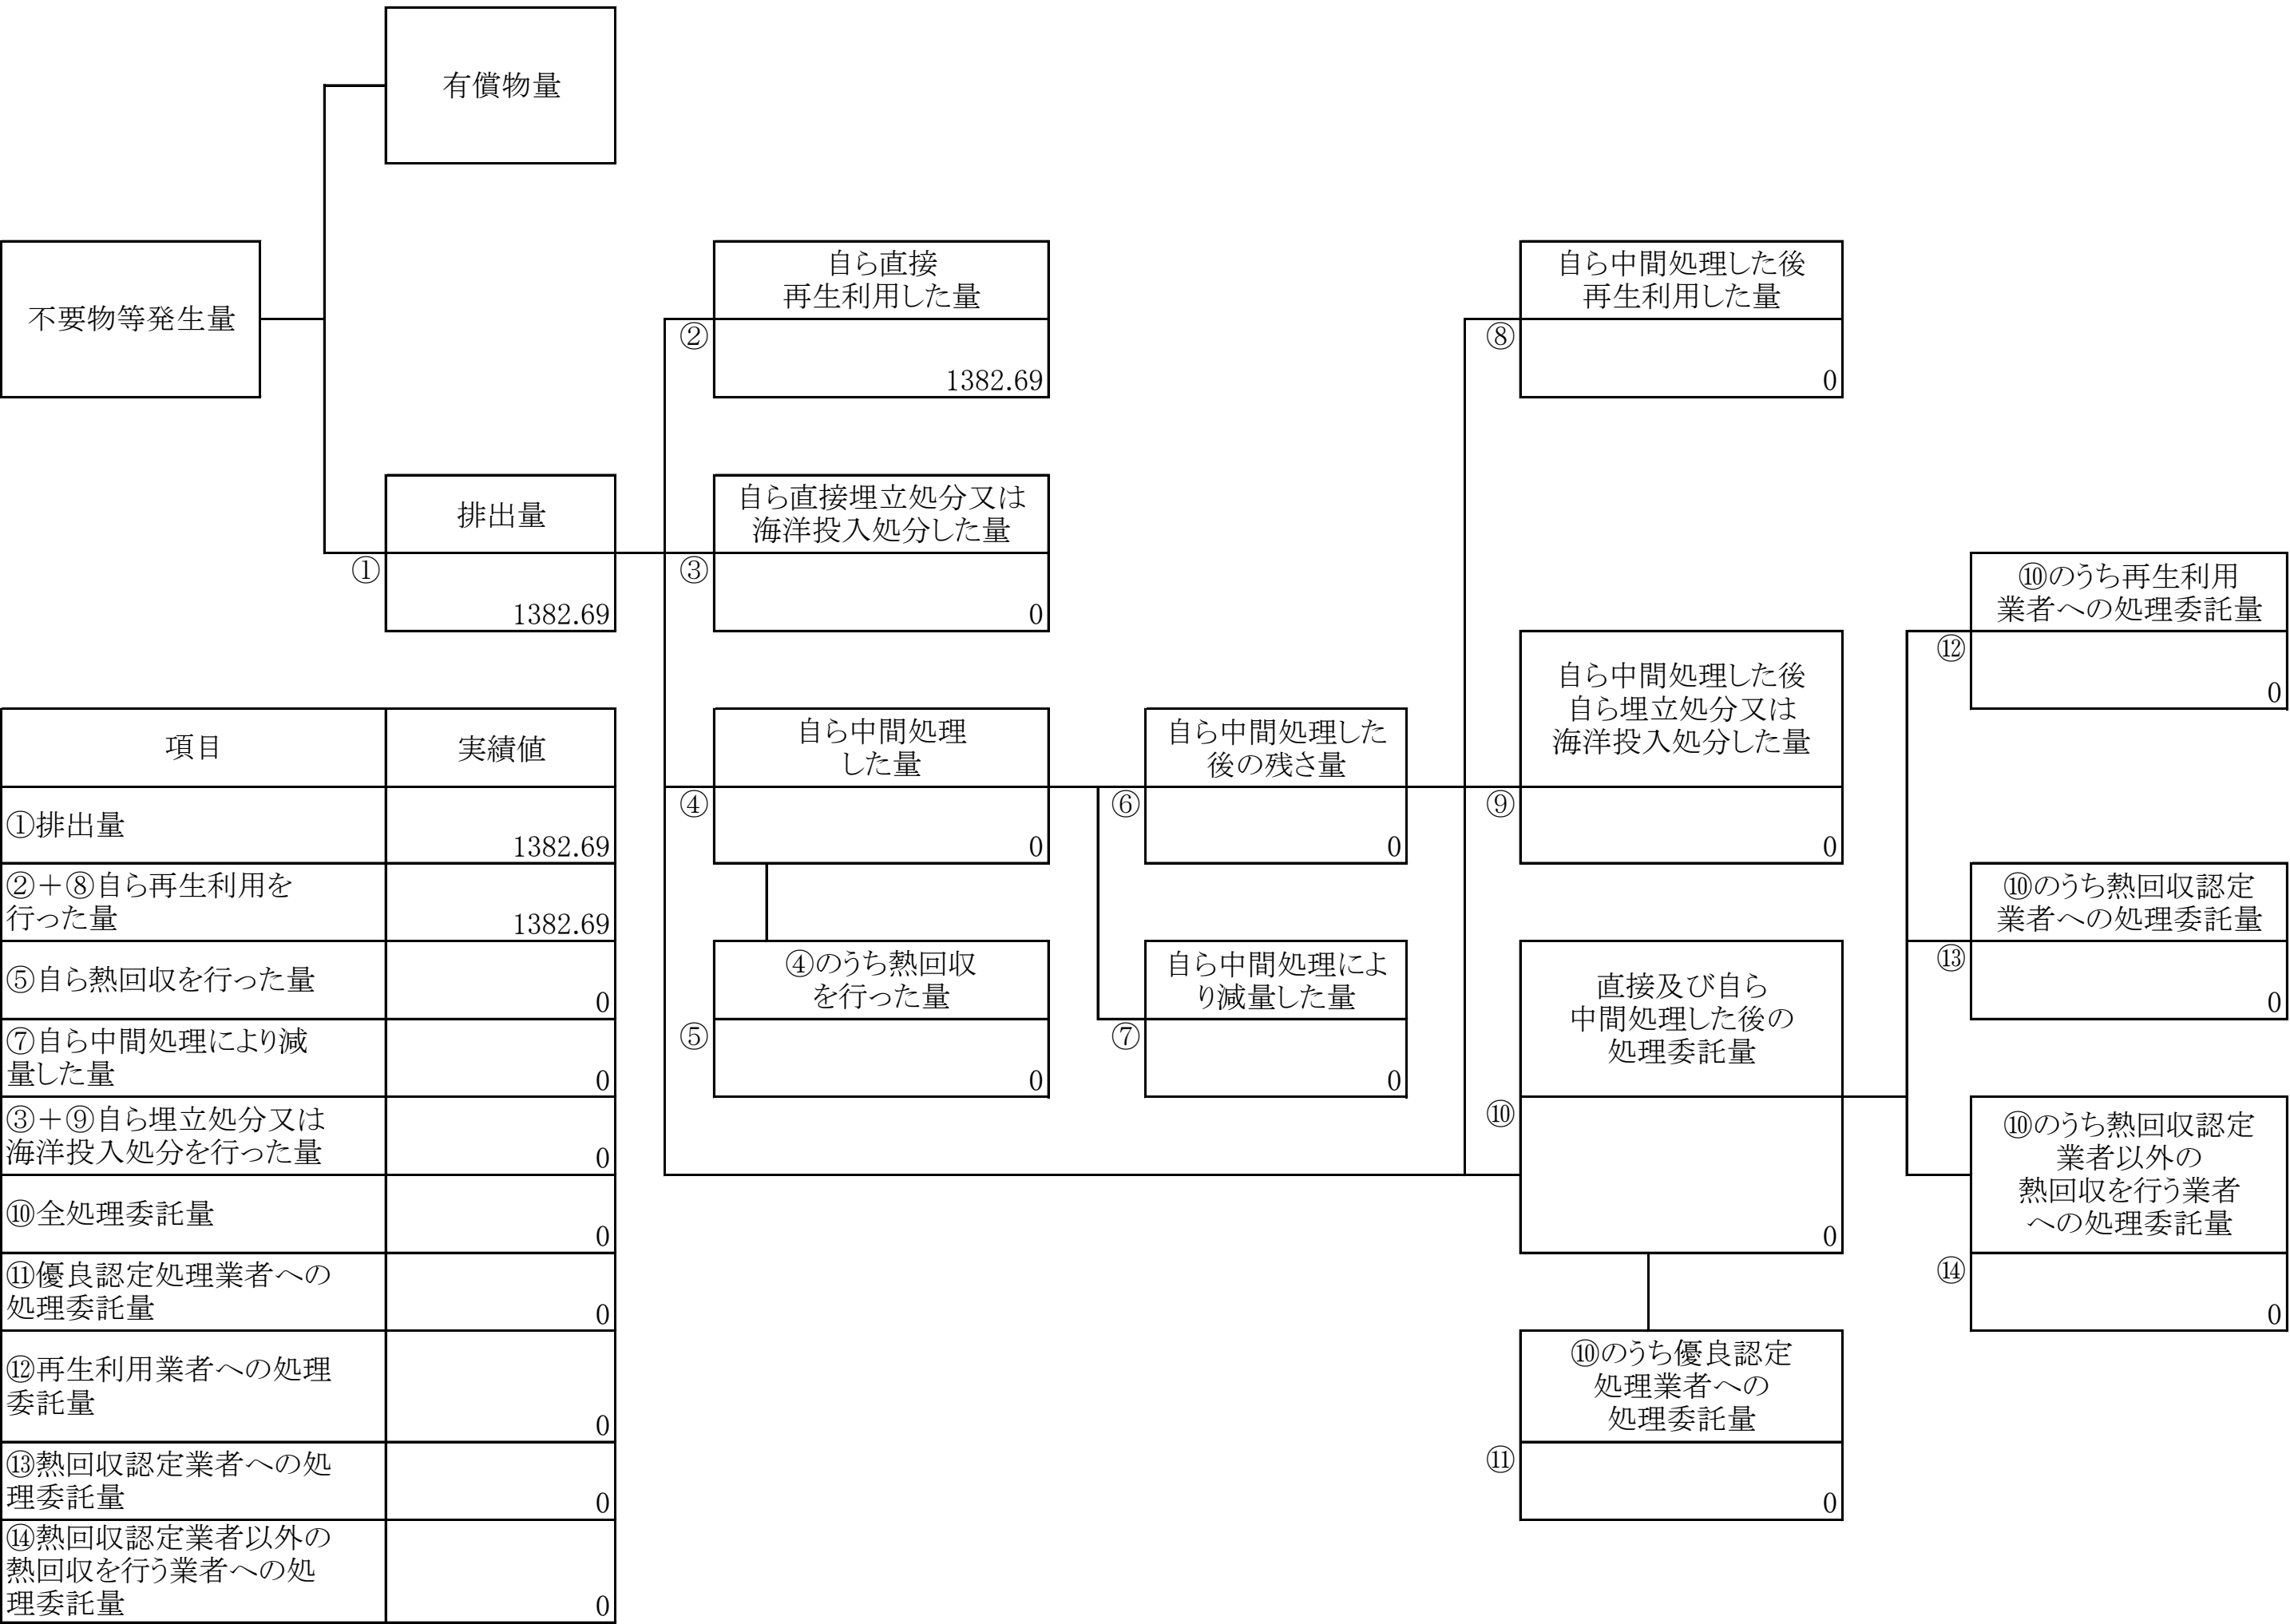 有償物量
不要物等発生量
自ら直接
再生利用した量
②
1382.69
自ら中間処理した後
再生利用した量
⑧
0
排出量
①
1382.69
自ら直接埋立処分又は
海洋投入処分した量
③
0
⑩のうち再生利用
業者への処理委託量
⑫
0
自ら中間処理
した量
④
0
自ら中間処理した
後の残さ量
⑥
0
自ら中間処理した後
自ら埋立処分又は
海洋投入処分した量
⑨
0
⑩のうち熱回収認定
業者への処理委託量
⑬
0
④のうち熱回収
を行った量
⑤
0
自ら中間処理によ
り減量した量
⑦
0
直接及び自ら
中間処理した後の
処理委託量
⑩
0
⑩のうち熱回収認定
業者以外の
熱回収を行う業者
への処理委託量
⑭
0
⑩のうち優良認定
処理業者への
処理委託量
⑪
0
項目 実績値
①排出量
1382.69
②＋⑧自ら再生利用を
行った量
1382.69
⑤自ら熱回収を行った量
0
⑦自ら中間処理により減
量した量
0
③＋⑨自ら埋立処分又は
海洋投入処分を行った量
0
⑩全処理委託量
0
⑪優良認定処理業者への
処理委託量
0
⑫再生利用業者への処理
委託量
0
⑬熱回収認定業者への処
理委託量
0
⑭熱回収認定業者以外の
熱回収を行う業者への処
理委託量
0